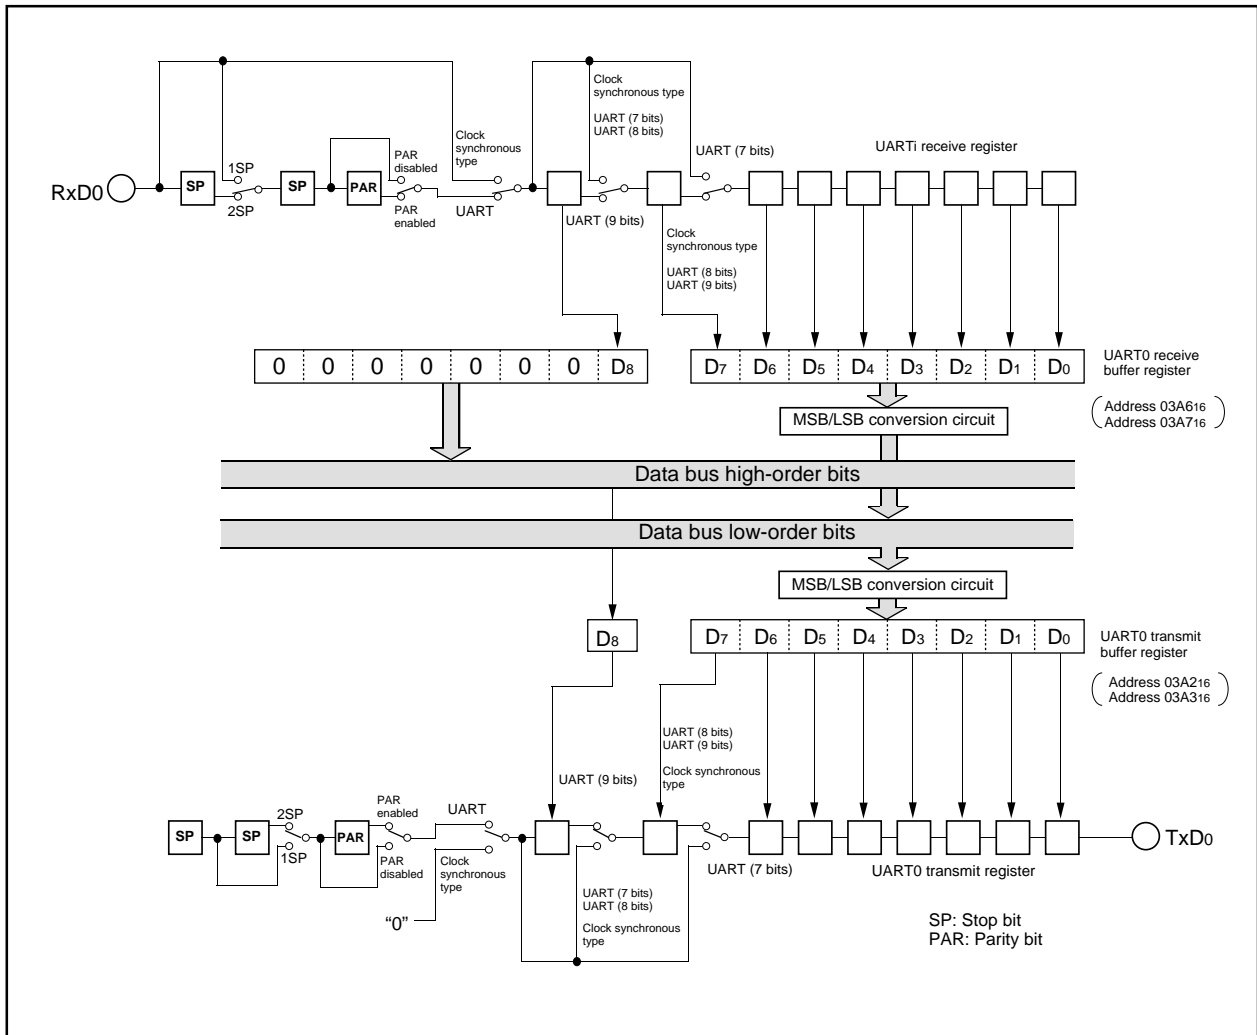 Clock
synchronous type
UART (7 bits)
UART (8 bits)
Clock
synchronous
type
PAR
disabled
UART (7 bits)
UARTi receive register
1SP
RxD0
SP
SP
PAR
2SP
PAR
enabled
UART
UART (9 bits)
Clock
synchronous type
UART (8 bits)
UART (9 bits)
0 0 0 0 0 0 0 D8
D7 D6 D5 D4 D3 D2 D1 D0
UART0 receive
buffer register
Address 03A616
Address 03A716
MSB/LSB conversion circuit
Data bus high-order bits
Data bus low-order bits
MSB/LSB conversion circuit
D8
D7 D6 D5 D4 D3 D2 D1 D0
UART0 transmit
buffer register
Address 03A216
Address 03A316
UART (8 bits)
UART (9 bits)
Clock synchronous
type
UART (9 bits)
PAR
enabled
UART
2SP
SP
SP
PAR
TxD0
1SP
PAR
disabled
Clock
synchronous
type
UART (7 bits)
UART0 transmit register
"0"
UART (7 bits)
UART (8 bits)
Clock synchronous
type
SP: Stop bit
PAR: Parity bit